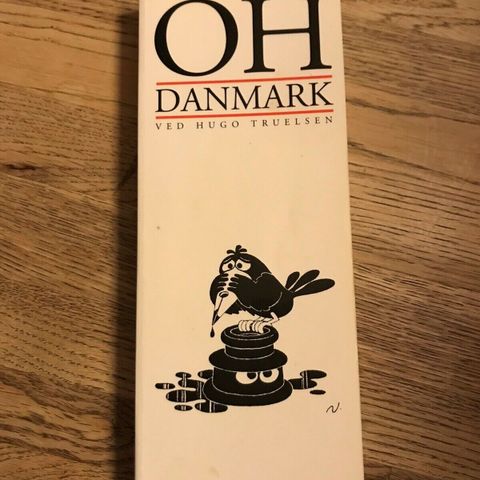 OH
DANMARK
VED HUGO TRUELSEN